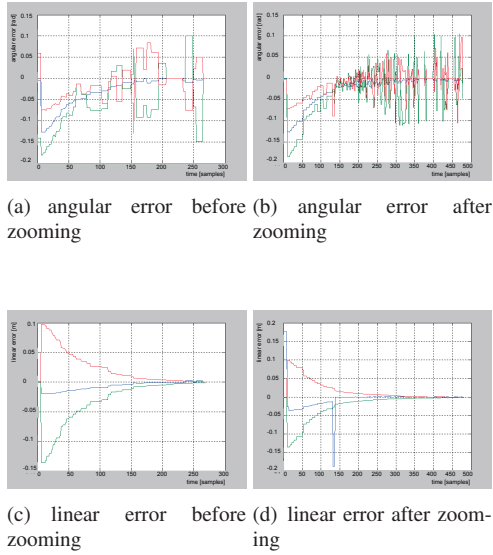 0.15
0.1
0.05
0
-0.05
-0.1
-0.15
-0.2
angular error [rad]
0 50 100 150 200 250 300
time [samples]
0.15
0.1
0.05
0
-0.05
-0.1
-0.15
-0.2
angular error [rad]
0 50 100 150 200 250 300 350 400 450 500
time [samples]
(a) angular error before
zooming
(b) angular error after
zooming
0.1
0.05
0
-0.05
-0.1
-0.15
linear error [m]
0 50 100 150 200 250 300
time [samples]
0.2
0.15
0.1
0.05
0
-0.05
-0.1
-0.15
-0.2
linear error [m]
0 50 100 150 200 250 300 350 400 450 500
time [samples]
(c) linear error before
zooming
(d) linear error after zoom-
ing